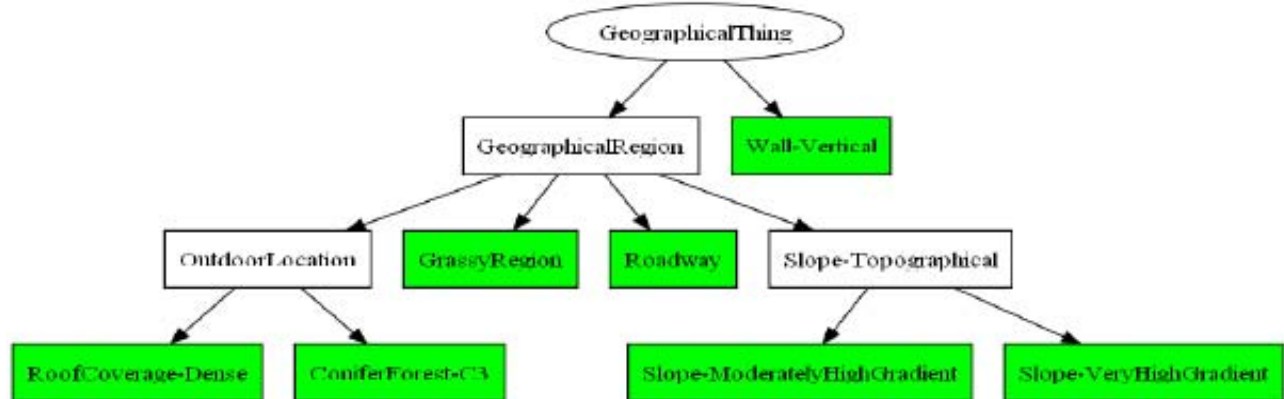 GeographicalThing
GeographicalRegion
Wall-Vertical
OutdoorLocation
GrassyRegion
Roadway
Slope-Topographical
RoofCoverage-Dense
ConiferForest-C3
Slope-ModeratelyHighGradient
Slope-VeryHighGradient